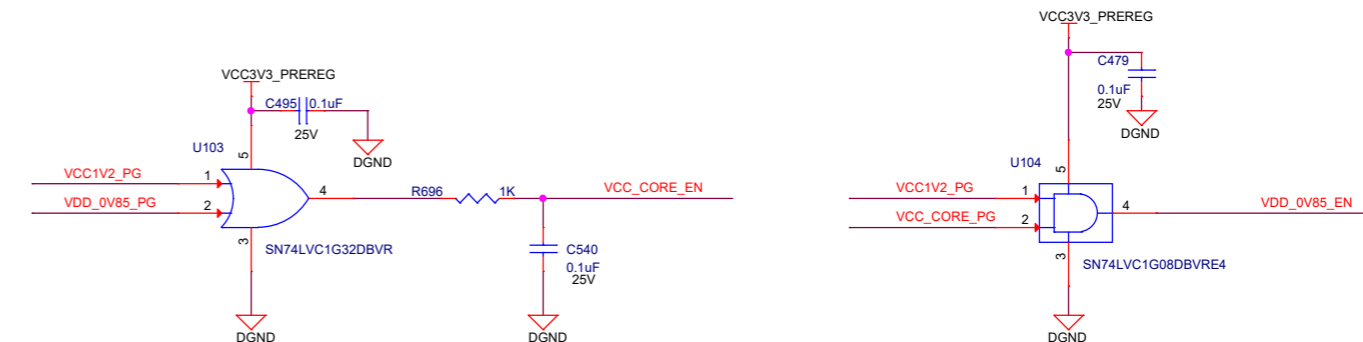 VCC3V3_PREREG
C495 0.1uF
25V
DGND
U103
5
VCC1V2_PG
1
VDD_0V85_PG
2
4
3
SN74LVC1G32DBVR
DGND
R696
1K
VCC_CORE_EN
C540
0.1uF
25V
DGND
VCC3V3_PREREG
C479
0.1uF
25V
DGND
U104
5
VCC1V2_PG
1
VCC_CORE_PG
2
4
VDD_0V85_EN
3
SN74LVC1G08DBVRE4
DGND